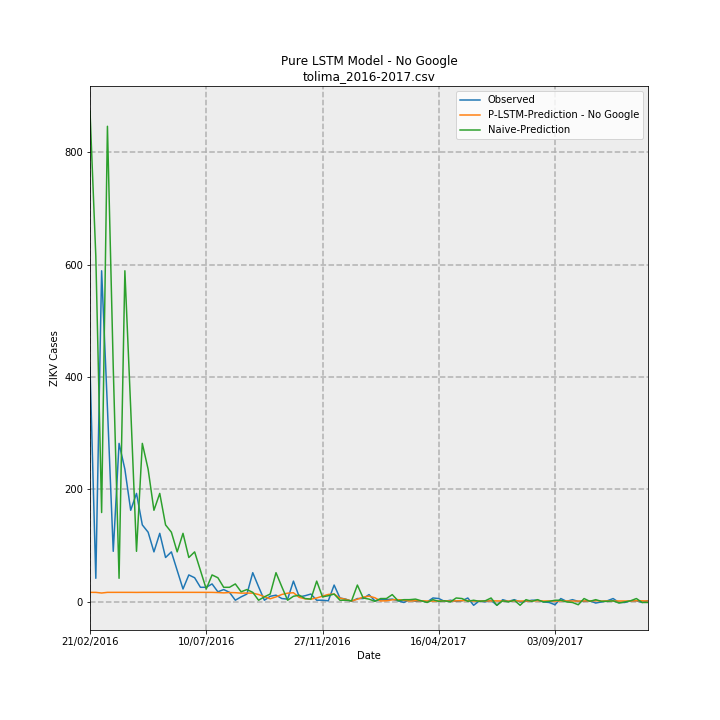 Pure LSTM Model - No Google
tolima_2016-2017.csv
Observed
P-LSTM-Prediction - No Google
Naive-Prediction
800
600
400
200
0
ZIKV Cases
21/02/2016
10/07/2016
27/11/2016
16/04/2017
03/09/2017
Date